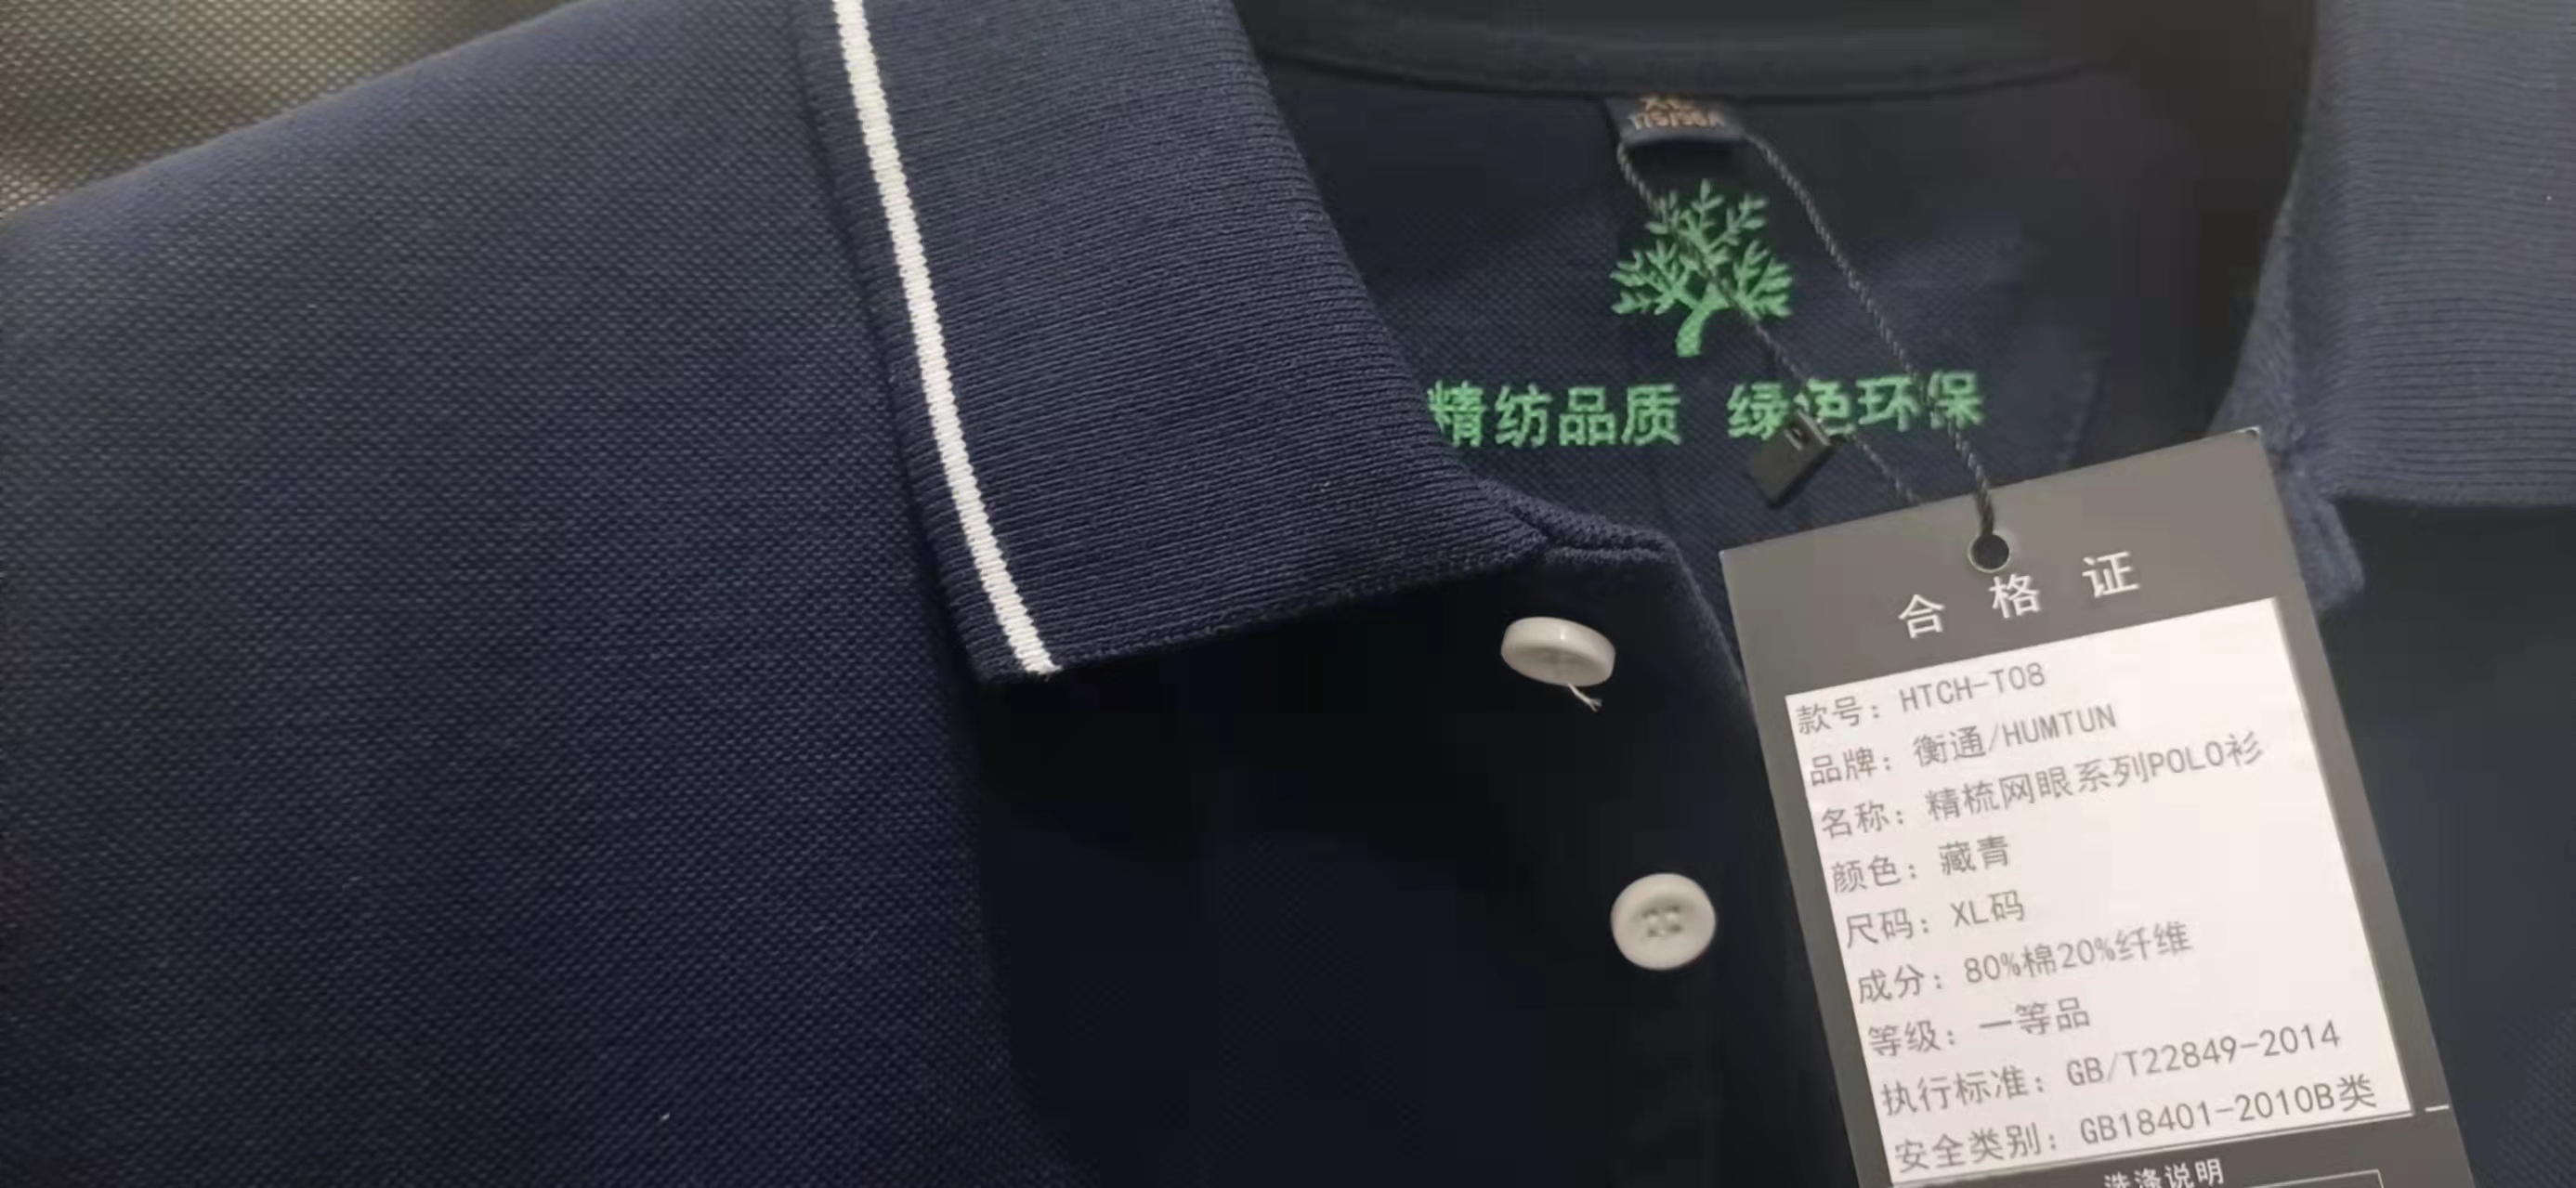 精纺品质 绿色环保
合格证
款号：HTCH-T08
品牌：衡通/HUMTUN
名称：精梳网眼系列POLO衫
颜色：藏青
尺码：XL码
成分：80%棉20%纤维
等级：一等品
执行标准：GB/T22849-2014
安全类别：GB18401-2010B类
洗涤说明